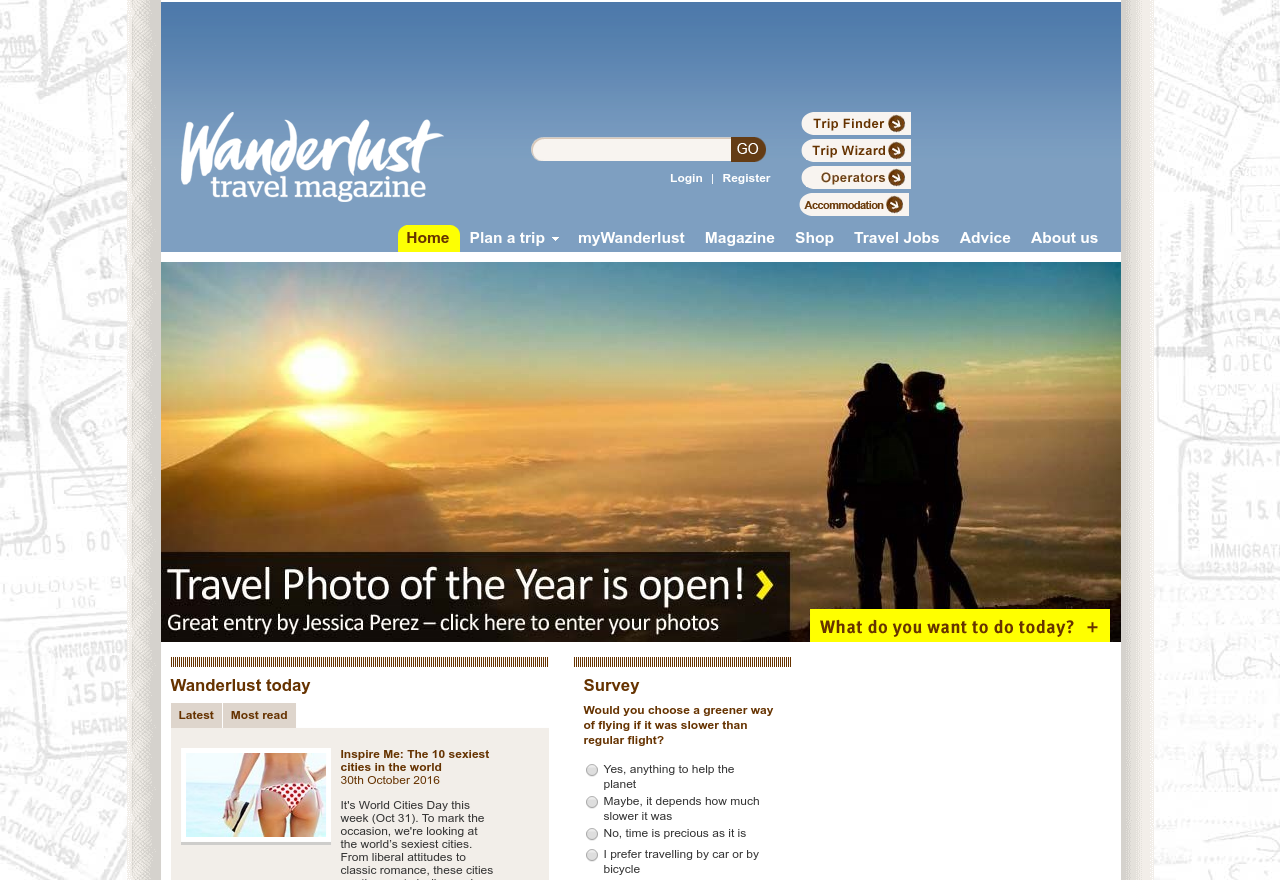 Wanderlust
travel magazine
GO
Login | Register
Trip Finder
Trip Wizard
Operators
Accommodation
Home
Plan a trip
myWanderlust
Magazine
Shop
Travel Jobs
Advice
About us
Travel Photo of the Year is open!
Great entry by Jessica Perez – click here to enter your photos
What do you want to do today? +
Wanderlust today
Latest
Most read
Inspire Me: The 10 sexiest
cities in the world
30th October 2016
It's World Cities Day this
week (Oct 31). To mark the
occasion, we're looking at
the world's sexiest cities.
From liberal attitudes to
classic romance, these cities
Survey
Would you choose a greener way
of flying if it was slower than
regular flight?
Yes, anything to help the
planet
Maybe, it depends how much
slower it was
No, time is precious as it is
I prefer travelling by car or by
bicycle